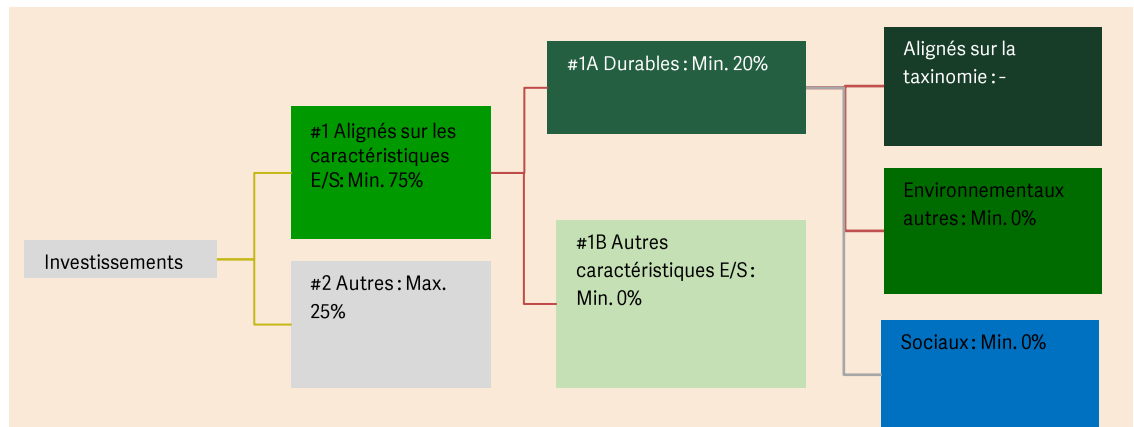 Investissements
#1 Alignés sur les
caractéristiques
E/S: Min. 75%
#2 Autres : Max.
25%
#1A Durables : Min. 20%
#1B Autres
caractéristiques E/S :
Min. 0%
Alignés sur la
taxinomie : -
Environnementaux
autres : Min. 0%
Sociaux : Min. 0%